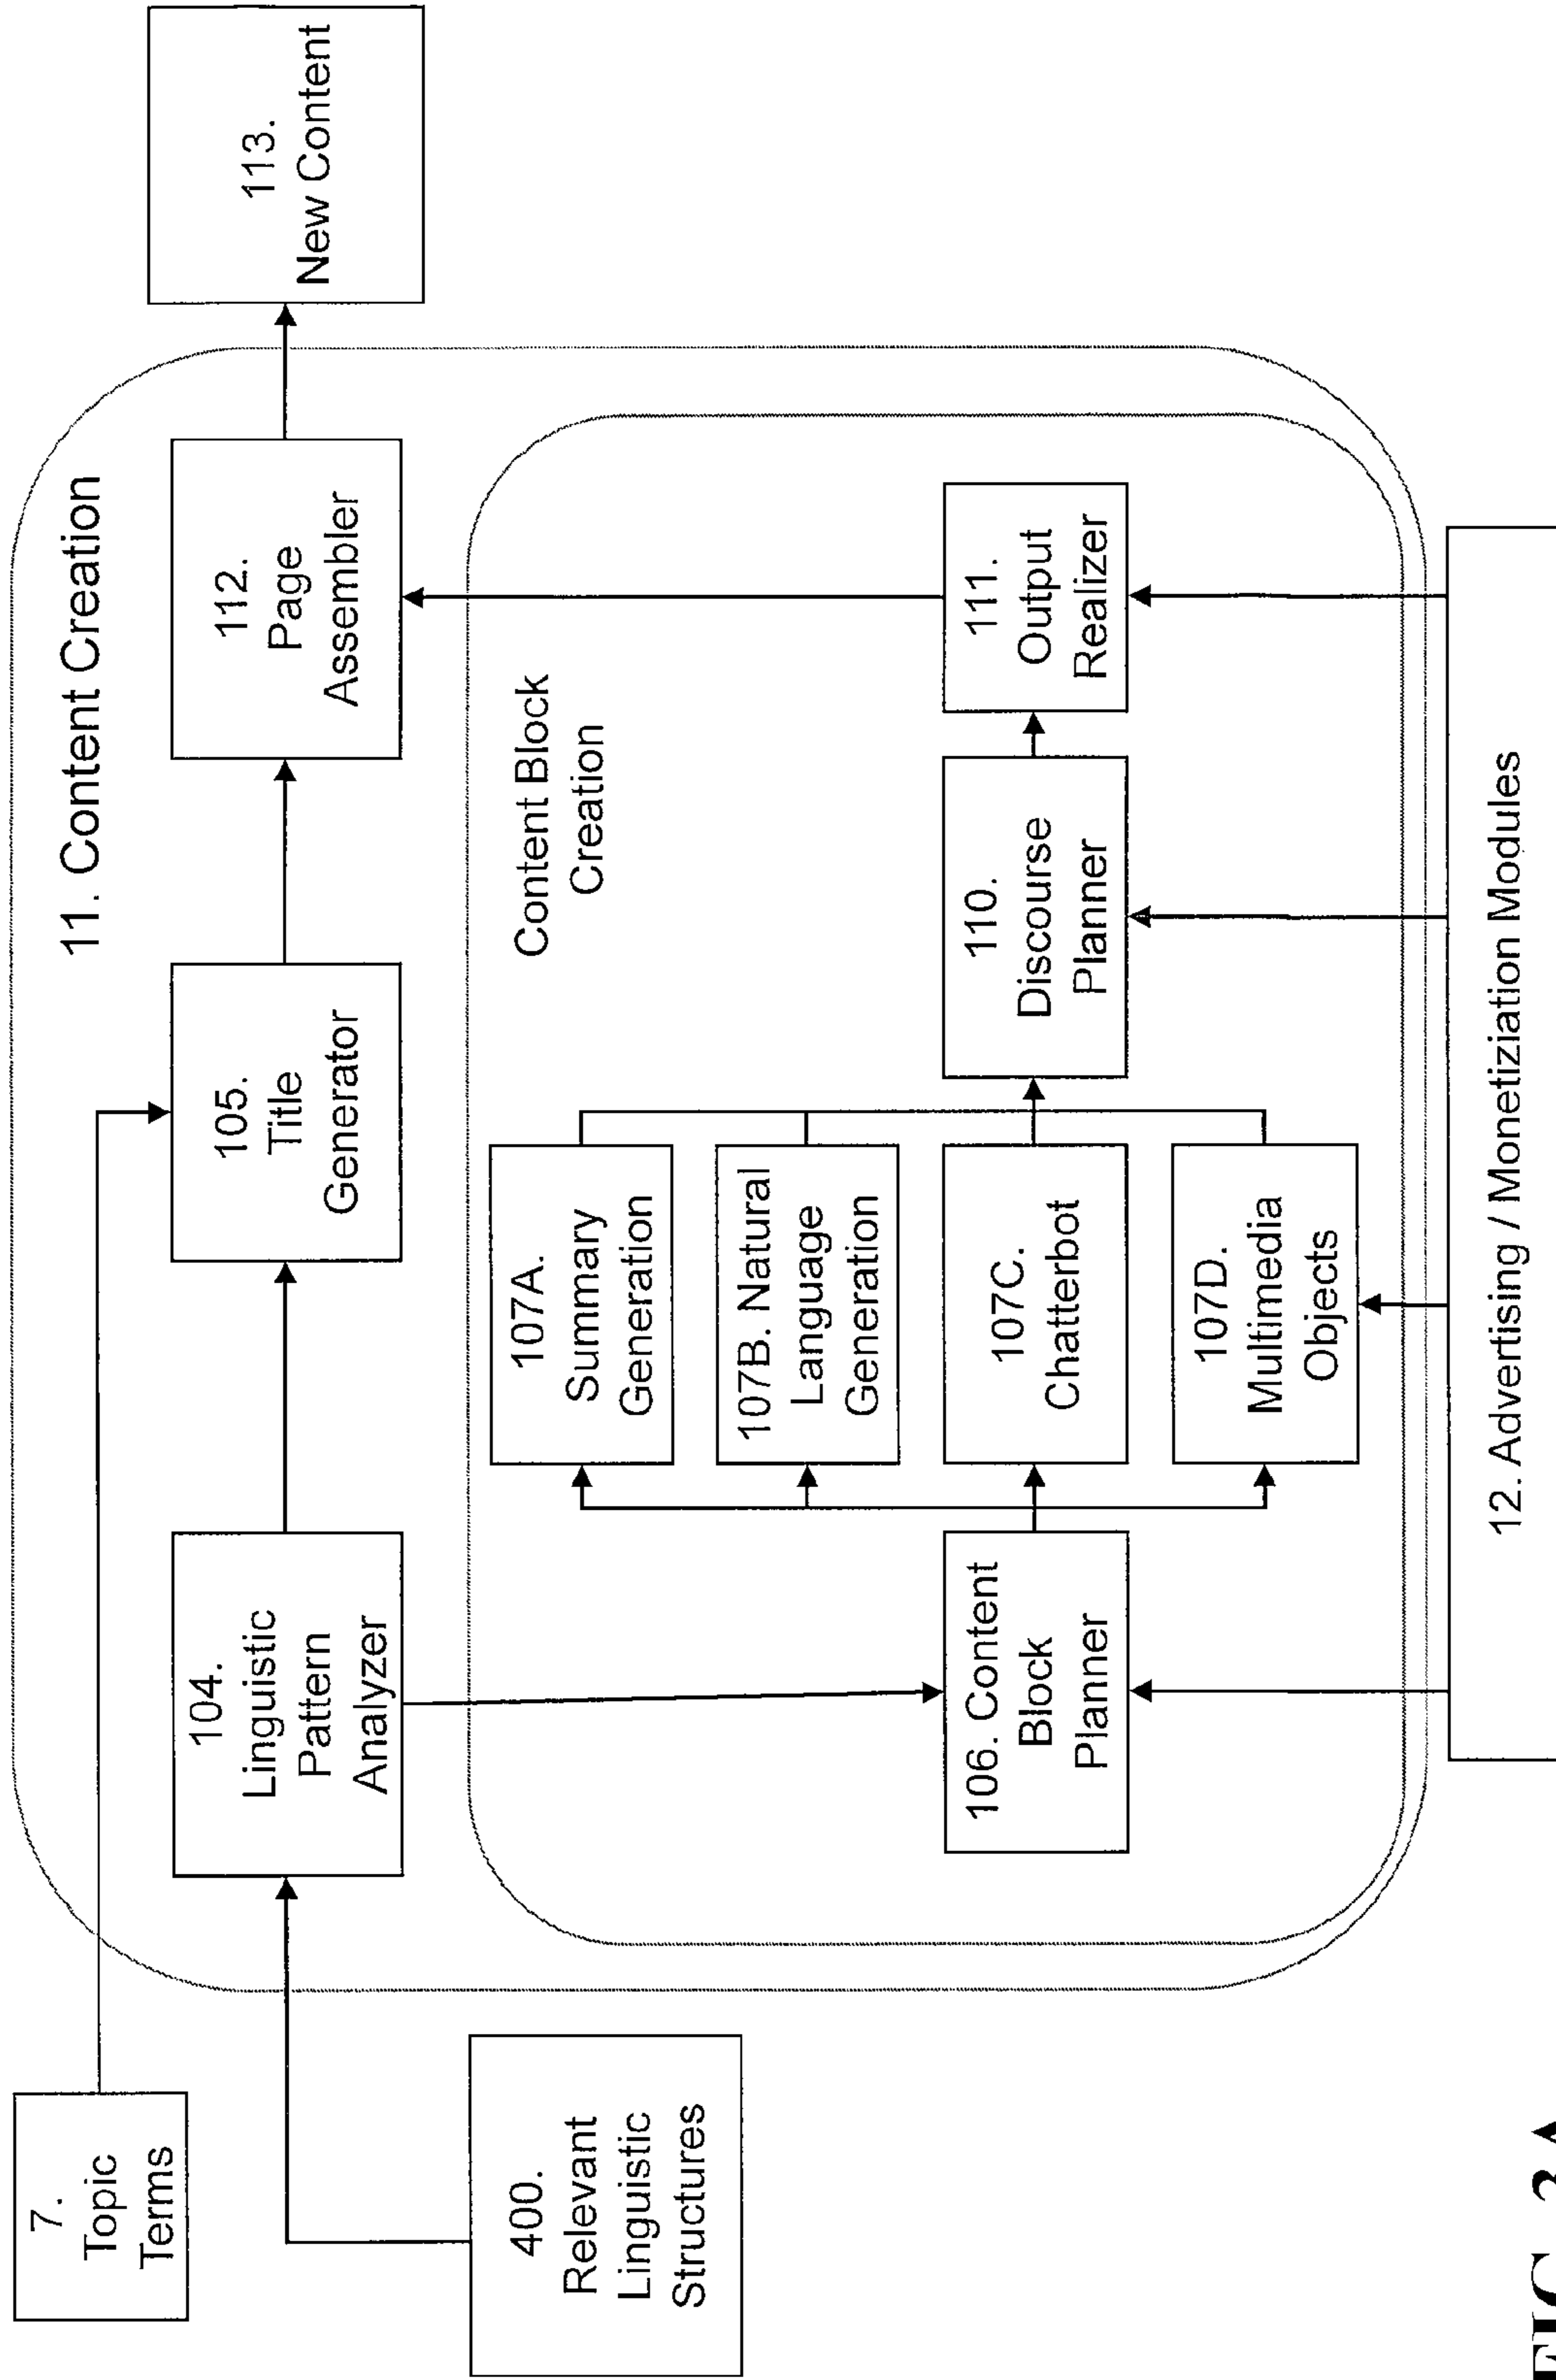 7.
Topic
Terms
400.
Relevant
Linguistic
Structures
11. Content Creation
104.
Linguistic
Pattern
Analyzer
105.
Title
Generator
112.
Page
Assembler
113.
New Content
Content Block
Creation
106. Content
Block
Planner
107A.
Summary
Generation
107B. Natural
Language
Generation
107C.
Chatterbot
107D.
Multimedia
Objects
110.
Discourse
Planner
111.
Output
Realizer
12. Advertising / Monetiziation Modules
FIG. 3A